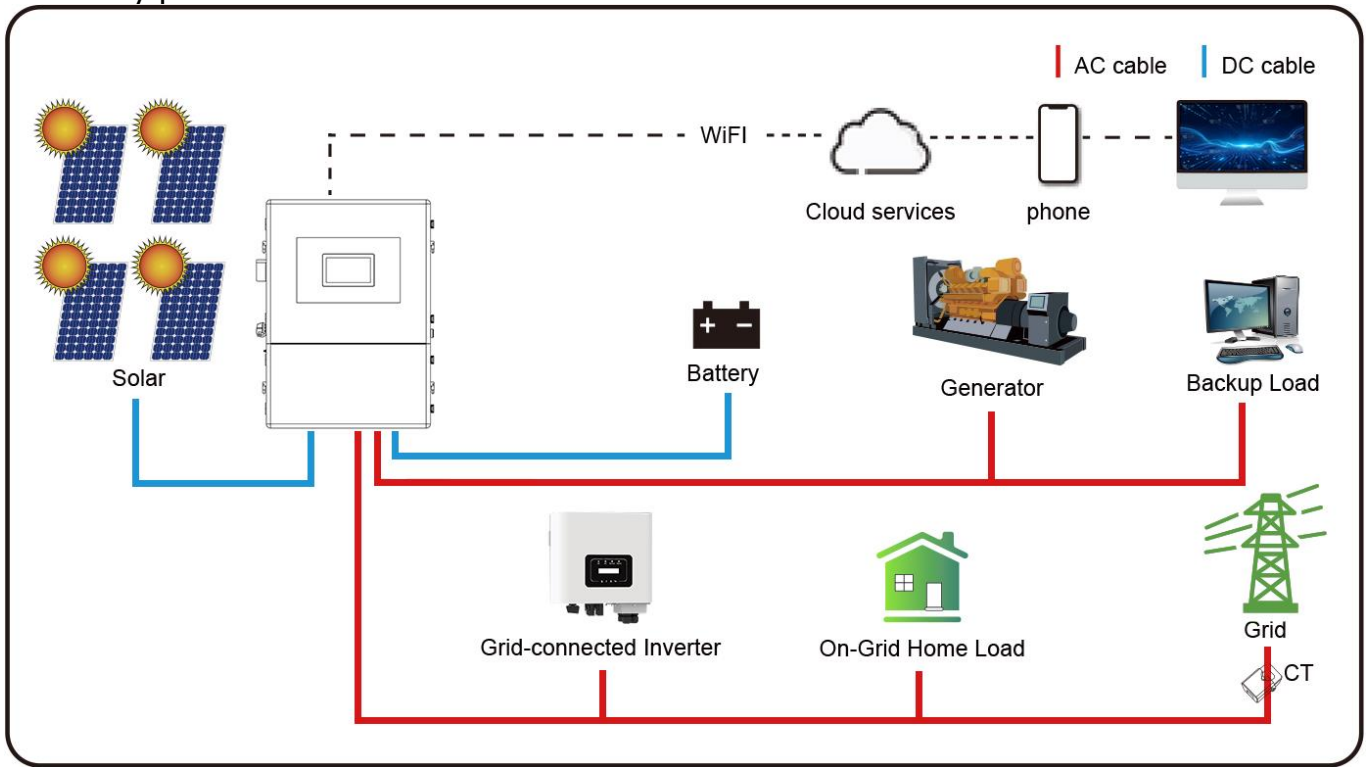 AC cable
DC cable
WiFI
Cloud services
phone
Solar
Battery
Generator
Backup Load
Grid-connected Inverter
On-Grid Home Load
Grid
CT